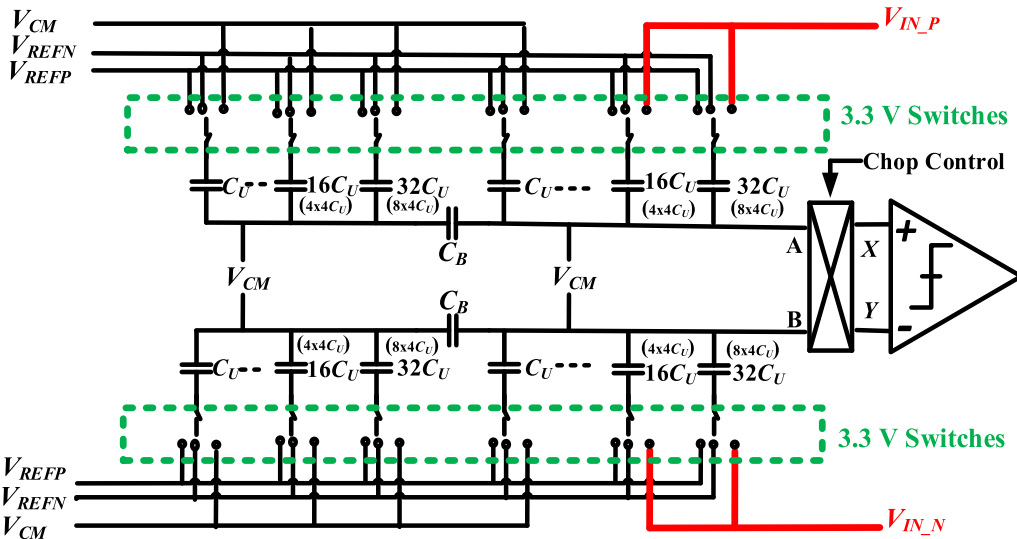 V_CM
V_REFN
V_REFP
V_IN_P
3.3 V Switches
Chop Control
C_U
16C_U
(4x4C_U)
32C_U
(8x4C_U)
C_U
16C_U
(4x4C_U)
32C_U
(8x4C_U)
C_B
A
X
+
V_CM
V_CM
C_B
B
Y
-
C_U
(4x4C_U)
16C_U
(8x4C_U)
32C_U
C_U
(4x4C_U)
16C_U
(8x4C_U)
32C_U
3.3 V Switches
V_REFP
V_REFN
V_CM
V_IN_N